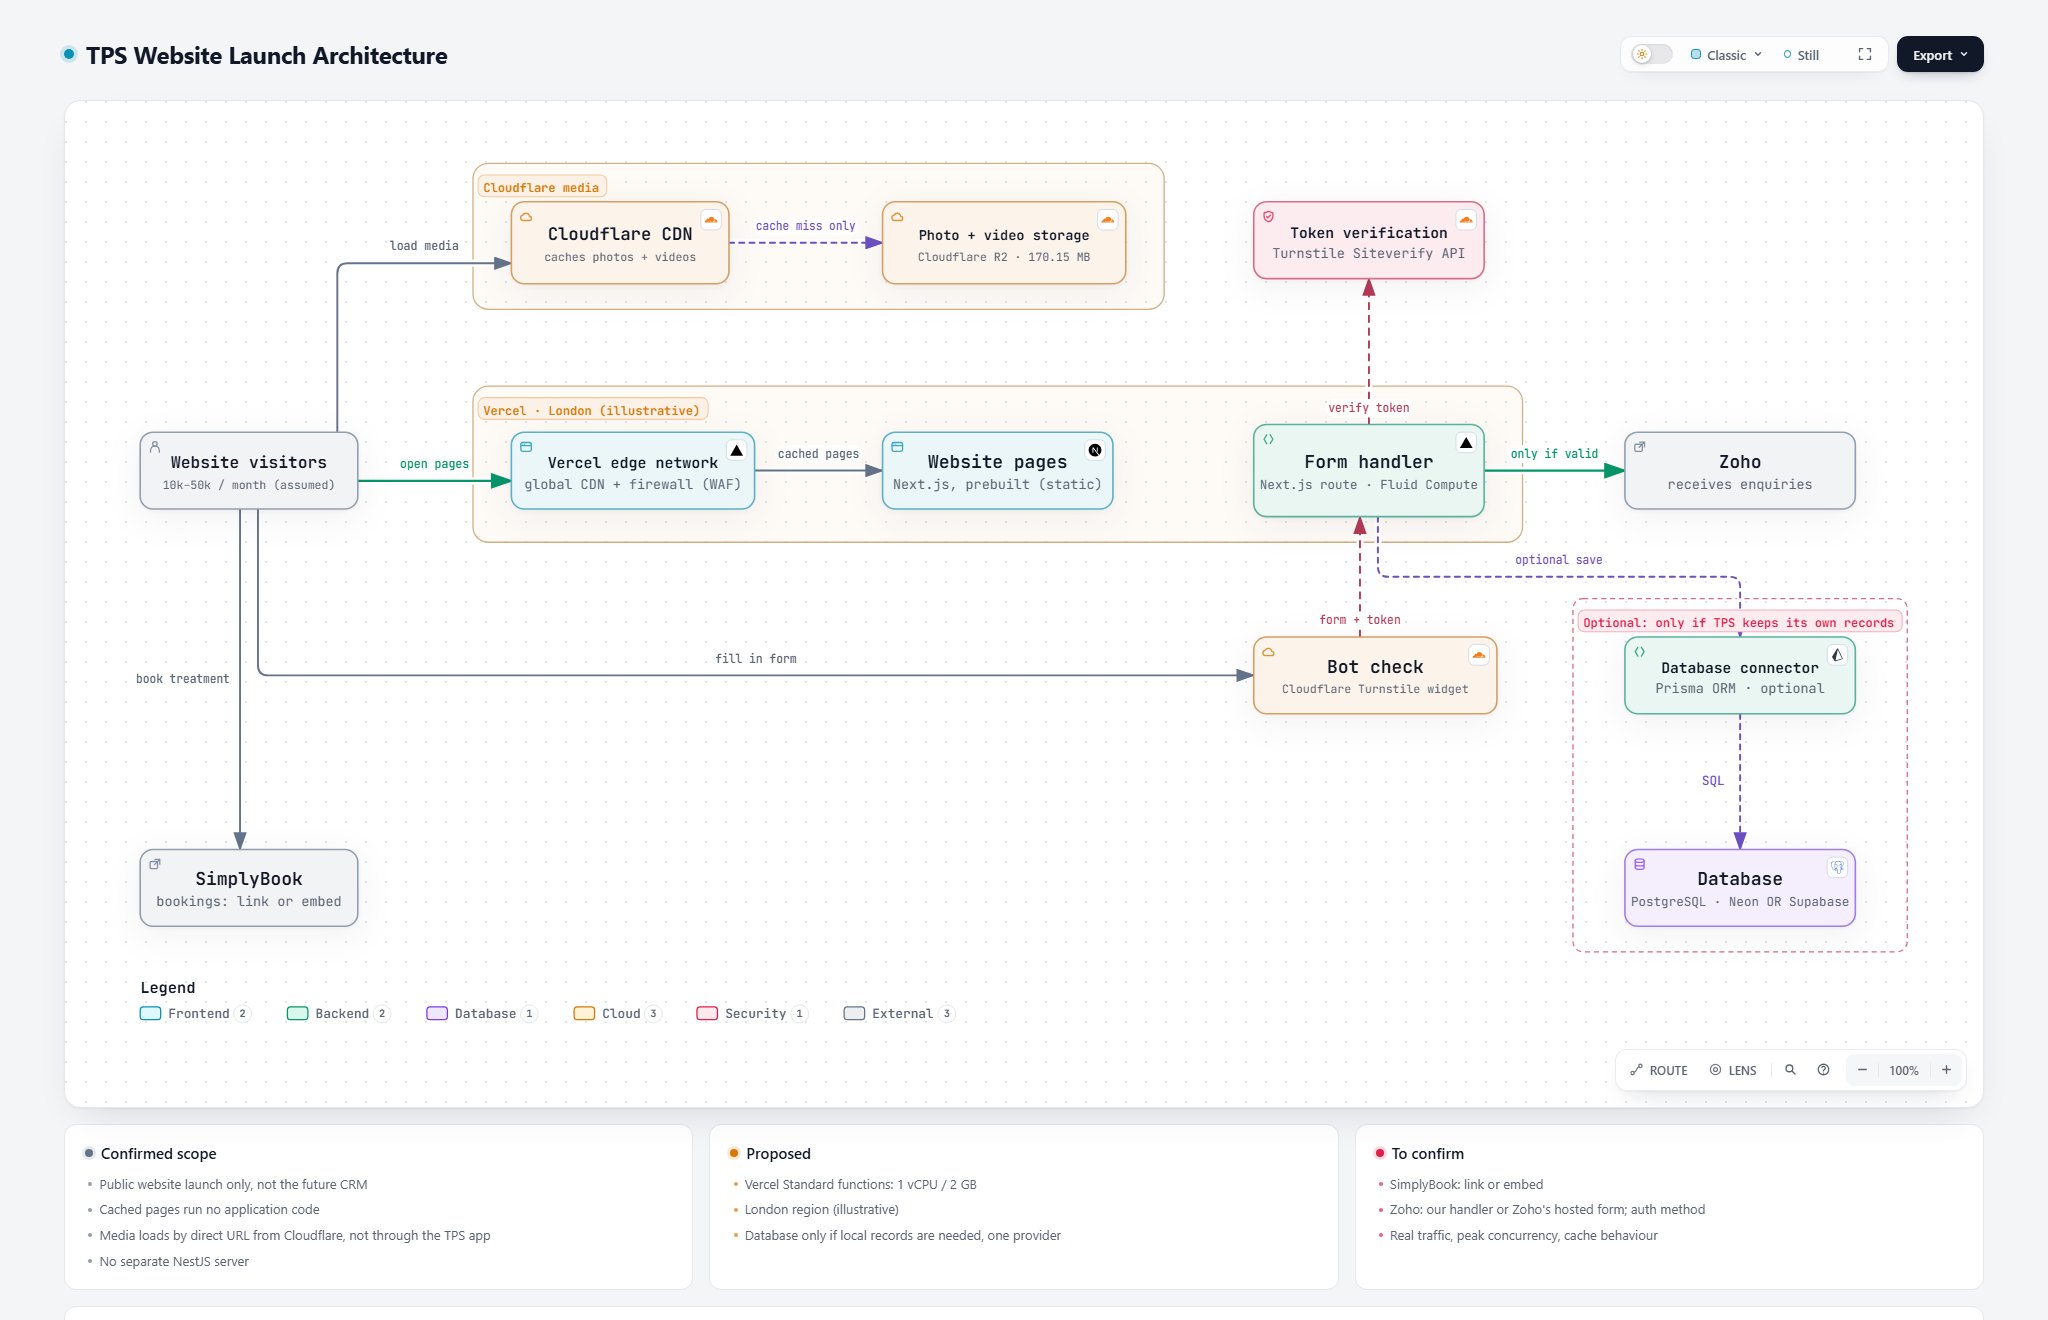 TPS Website Launch Architecture
Classic
Still
Export
Cloudflare media
Cloudflare CDN
caches photos + videos
cache miss only
Photo + video storage
Cloudflare R2 · 170.15 MB
Token verification
Turnstile Siteverify API
load media
Vercel · London (illustrative)
verify token
Website visitors
10k–50k / month (assumed)
open pages
Vercel edge network
global CDN + firewall (WAF)
cached pages
N
Website pages
Next.js, prebuilt (static)
Form handler
Next.js route · Fluid Compute
only if valid
Zoho
receives enquiries
optional save
form + token
Optional: only if TPS keeps its own records
fill in form
book treatment
Bot check
Cloudflare Turnstile widget
Database connector
Prisma ORM · optional
SQL
SimplyBook
bookings: link or embed
Database
PostgreSQL · Neon OR Supabase
Legend
Frontend 2
Backend 2
Database 1
Cloud 3
Security 1
External 3
ROUTE
LENS
100%
Confirmed scope
• Public website launch only, not the future CRM
• Cached pages run no application code
• Media loads by direct URL from Cloudflare, not through the TPS app
• No separate NestJS server
Proposed
• Vercel Standard functions: 1 vCPU / 2 GB
• London region (illustrative)
• Database only if local records are needed, one provider
To confirm
• SimplyBook: link or embed
• Zoho: our handler or Zoho's hosted form; auth method
• Real traffic, peak concurrency, cache behaviour